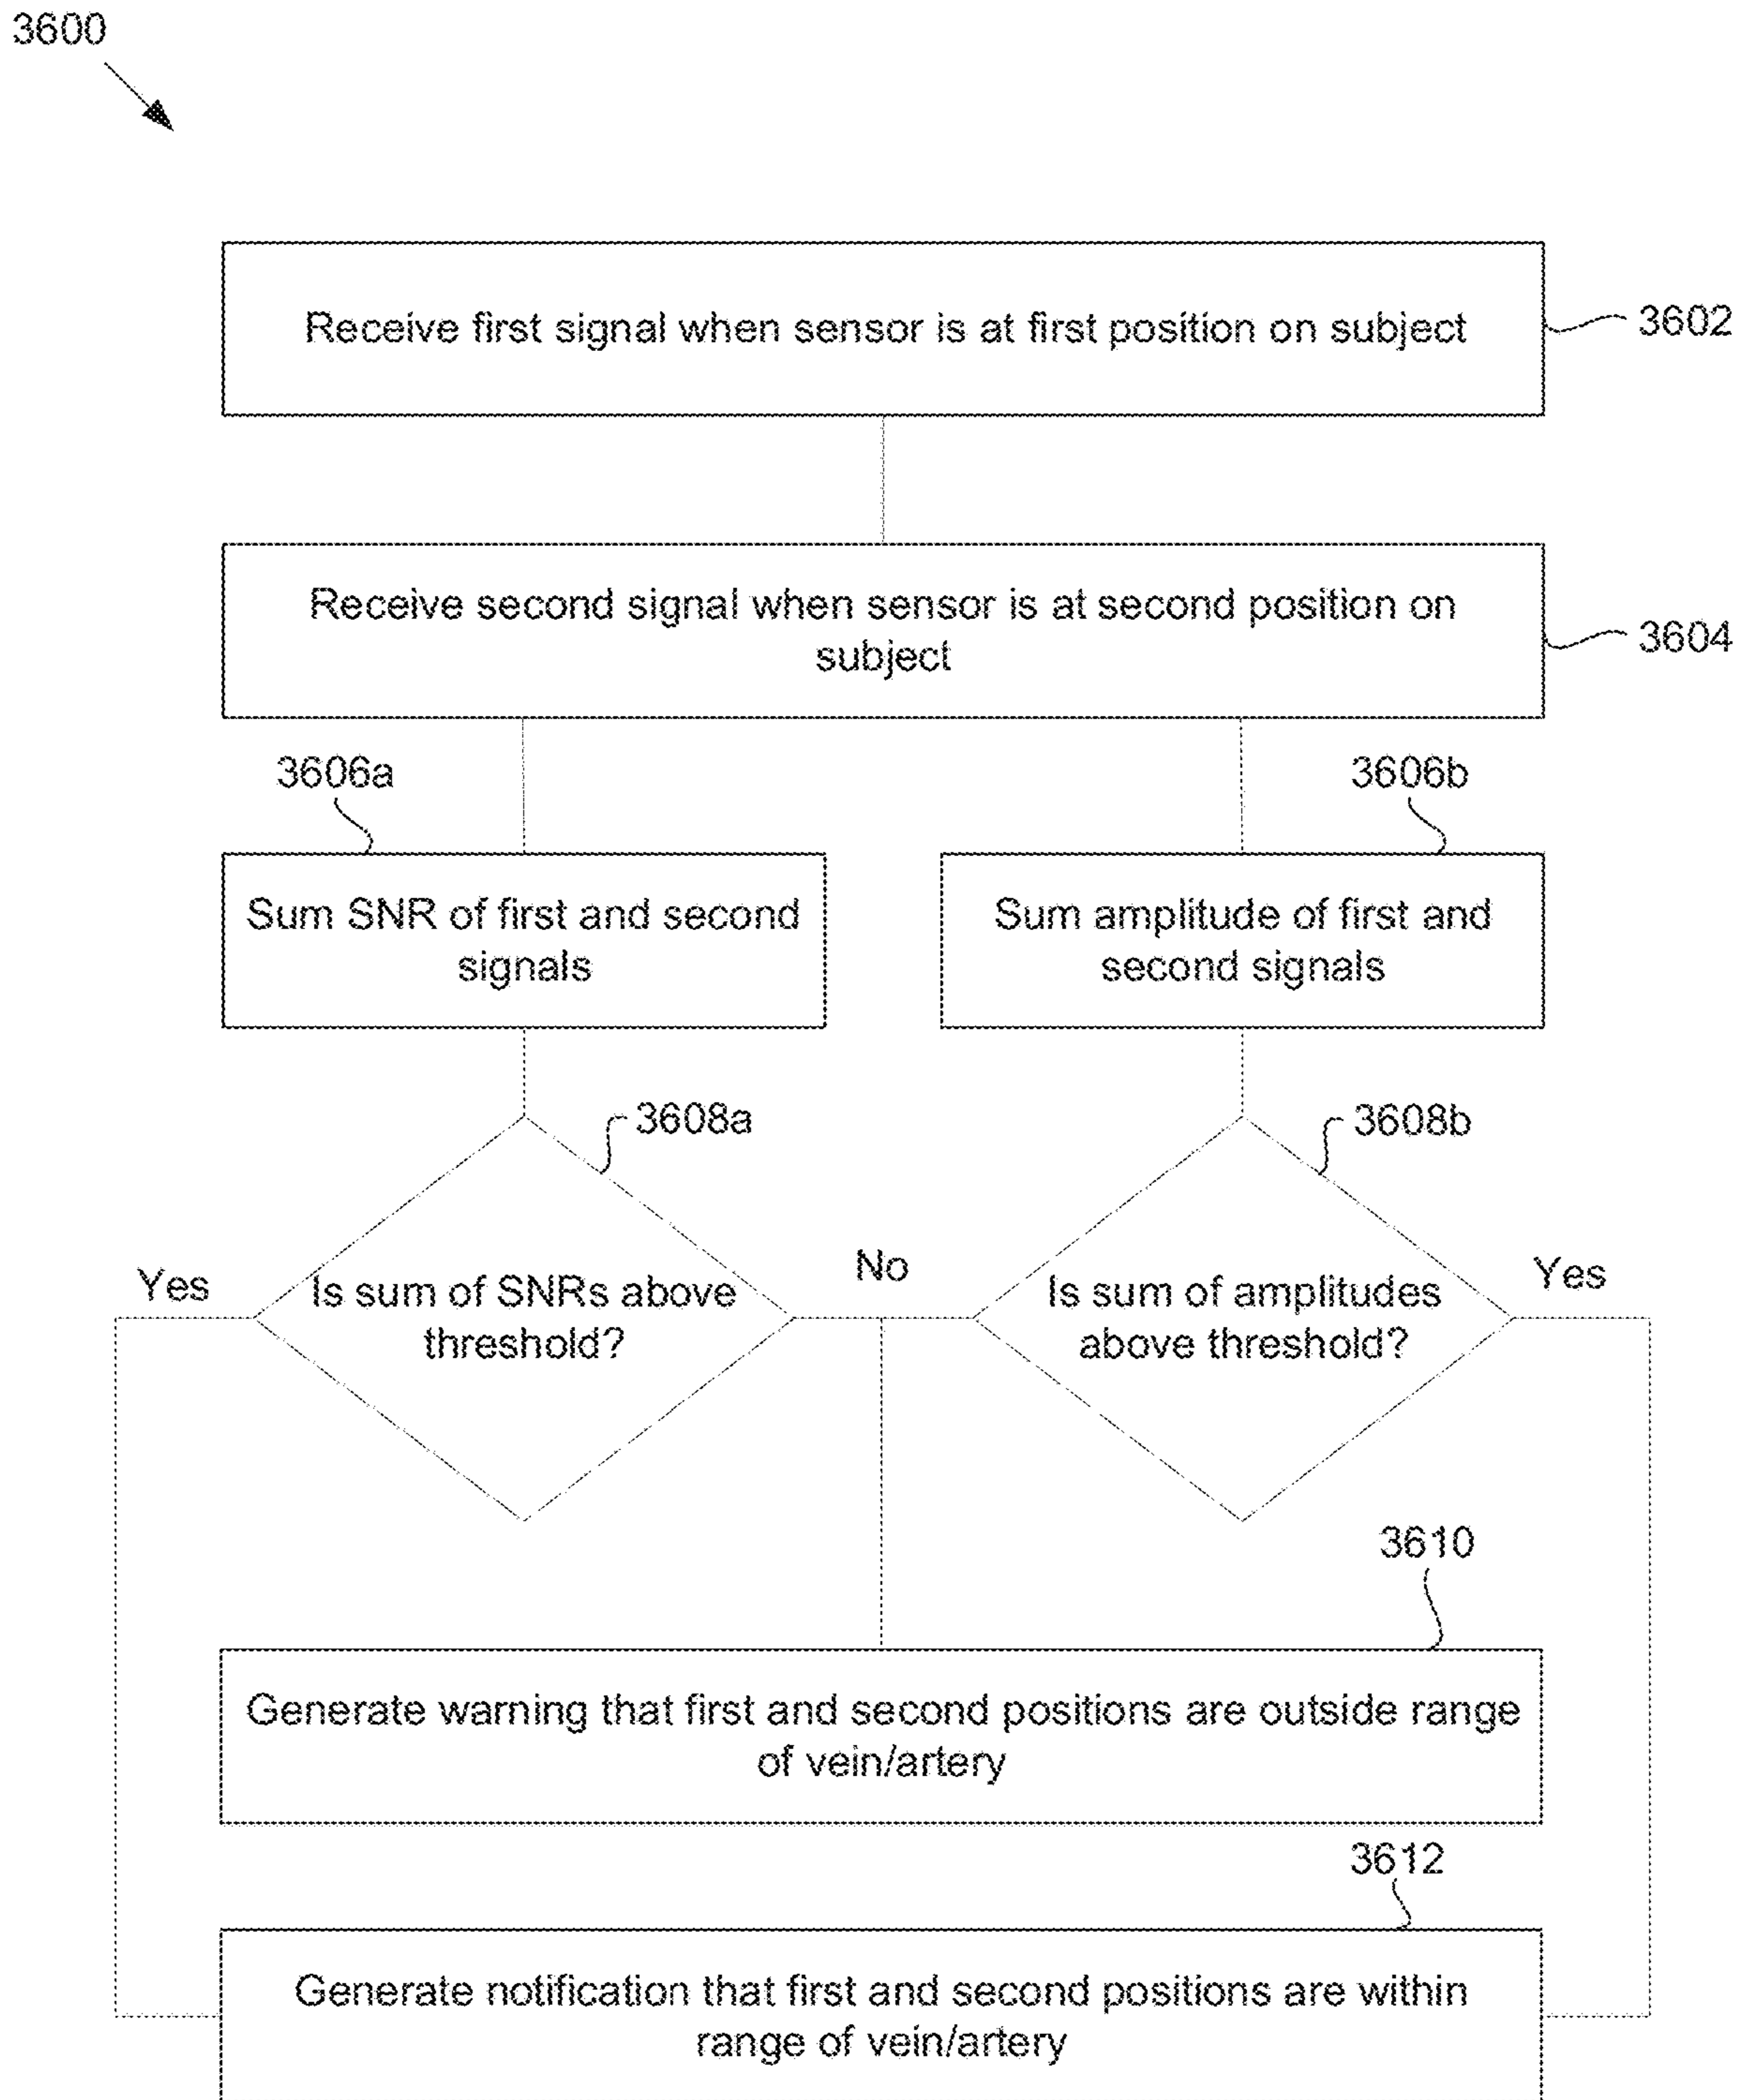 3600
Receive first signal when sensor is at first position on subject
3602
Receive second signal when sensor is at second position on
subject
3604
3606a
3606b
Sum SNR of first and second
signals
Sum amplitude of first and
second signals
3608a
3608b
Yes
Is sum of SNRs above
threshold?
No
Is sum of amplitudes
above threshold?
Yes
3610
Generate warning that first and second positions are outside range
of vein/artery
3612
Generate notification that first and second positions are within
range of vein/artery